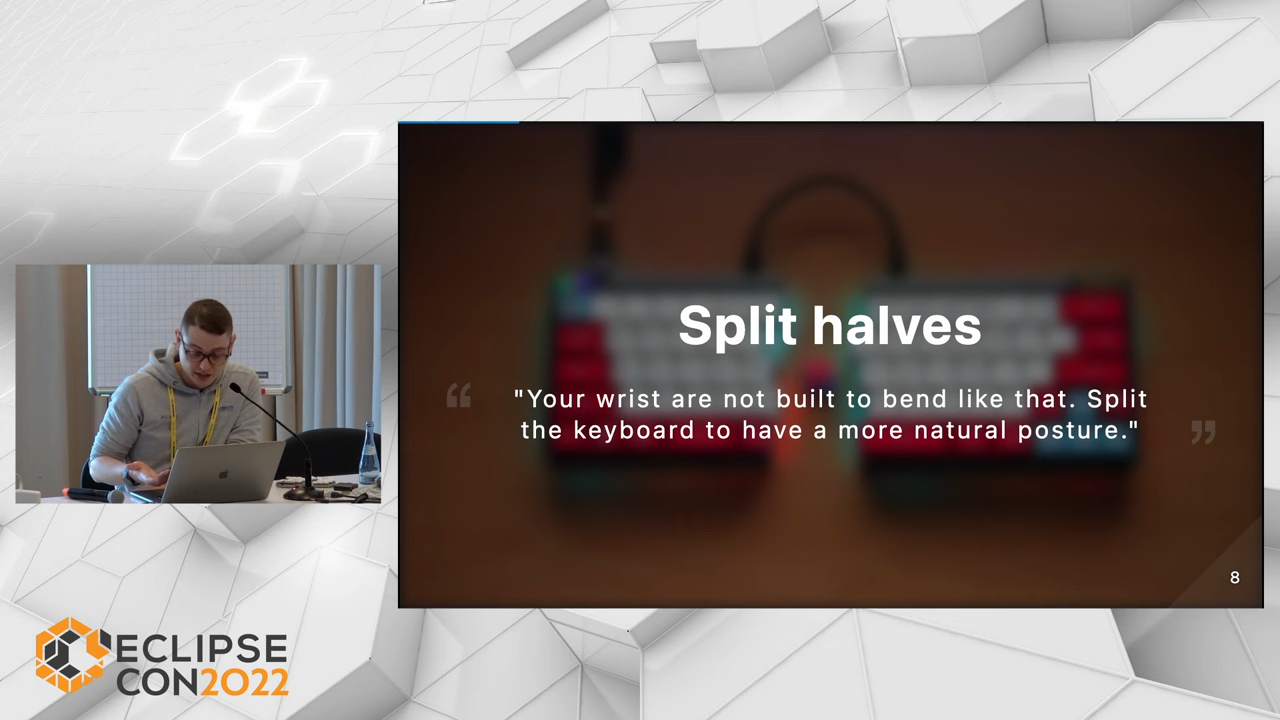 Split halves
"Your wrist are not built to bend like that. Split
the keyboard to have a more natural posture."
8
ECLIPSE
CON2022